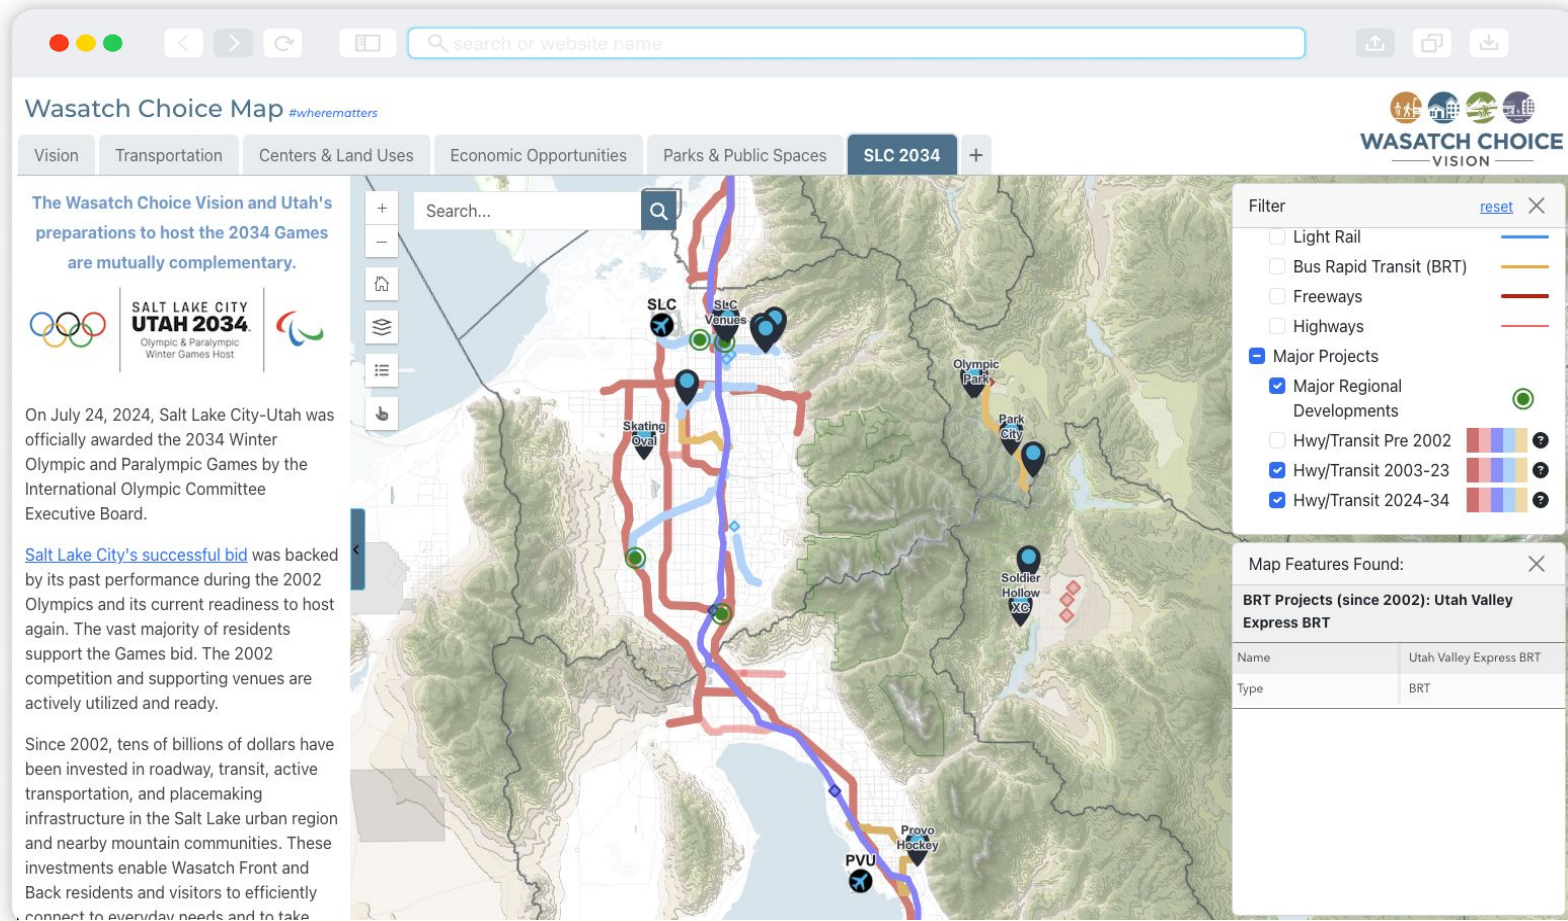 search or website name
Wasatch Choice Map #wherematters
WASATCH CHOICE
VISION
Vision
Transportation
Centers & Land Uses
Economic Opportunities
Parks & Public Spaces
SLC 2034
+
The Wasatch Choice Vision and Utah's
preparations to host the 2034 Games
are mutually complementary.
SALT LAKE CITY
UTAH 2034
Olympic & Paralympic
Winter Games Host
On July 24, 2024, Salt Lake City-Utah was
officially awarded the 2034 Winter
Olympic and Paralympic Games by the
International Olympic Committee
Executive Board.
Salt Lake City's successful bid was backed
by its past performance during the 2002
Olympics and its current readiness to host
again. The vast majority of residents
support the Games bid. The 2002
competition and supporting venues are
actively utilized and ready.
Since 2002, tens of billions of dollars have
been invested in roadway, transit, active
transportation, and placemaking
infrastructure in the Salt Lake urban region
and nearby mountain communities. These
investments enable Wasatch Front and
Back residents and visitors to efficiently
connect to everyday needs and to take
+
−
Search...
SLC
SLC
Venues
Skating
Oval
Olympic
Park
Park
City
Soldier
Hollow
XC
Provo
Hockey
PVU
Filter
reset
Light Rail
Bus Rapid Transit (BRT)
Freeways
Highways
Major Projects
Major Regional
Developments
Hwy/Transit Pre 2002 ?
Hwy/Transit 2003-23 ?
Hwy/Transit 2024-34 ?
Map Features Found:
BRT Projects (since 2002): Utah Valley
Express BRT
Name Utah Valley Express BRT
Type BRT